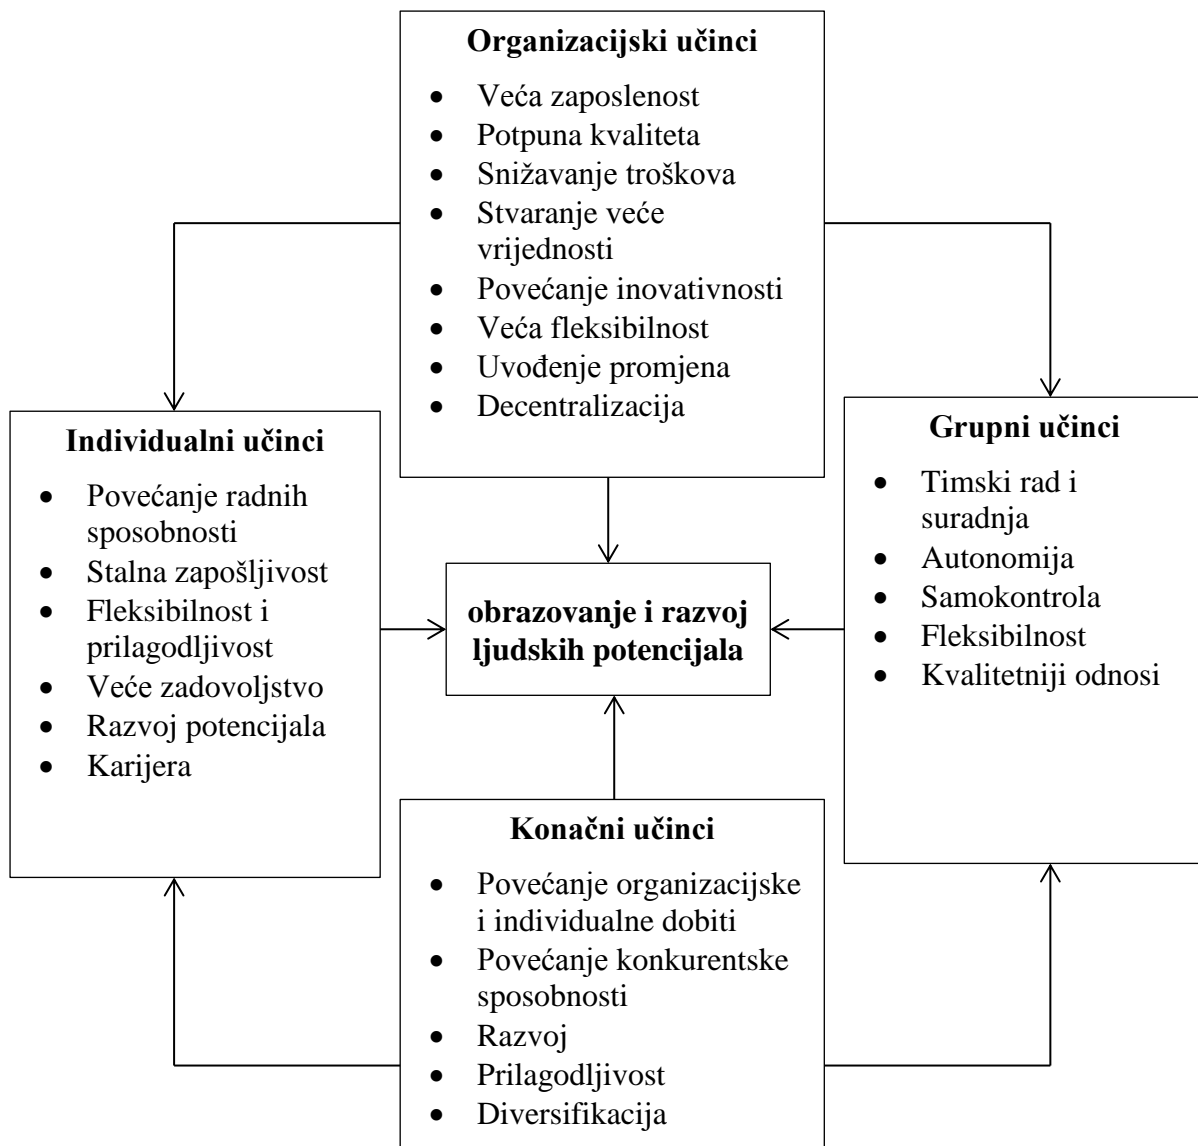 Organizacijski učinci
• Veća zaposlenost
• Potpuna kvaliteta
• Snižavanje troškova
• Stvaranje veće
vrijednosti
• Povećanje inovativnosti
• Veća fleksibilnost
• Uvođenje promjena
• Decentralizacija
Individualni učinci
• Povećanje radnih
sposobnosti
• Stalna zapošljivost
• Fleksibilnost i
prilagodljivost
• Veće zadovoljstvo
• Razvoj potencijala
• Karijera
obrazovanje i razvoj
ljudskih potencijala
Grupni učinci
• Timski rad i
suradnja
• Autonomija
• Samokontrola
• Fleksibilnost
• Kvalitetniji odnosi
Konačni učinci
• Povećanje organizacijske
i individualne dobiti
• Povećanje konkurentske
sposobnosti
• Razvoj
• Prilagodljivost
• Diversifikacija